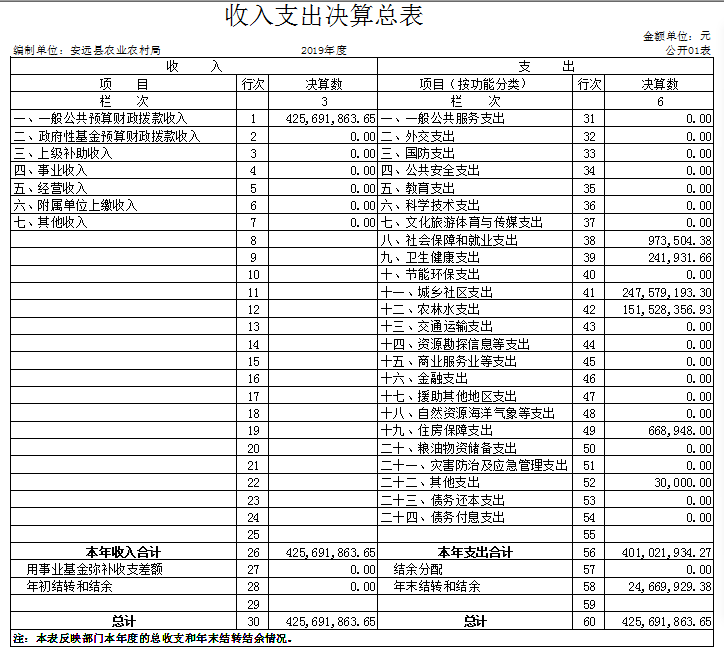 收入支出决算总表
金额单位：元
编制单位：安远县农业农村局 2019年度 公开01表
收 入 支 出
项 目 行次 决算数 项目（按功能分类） 行次 决算数
栏 次 3 栏 次 6
一、一般公共预算财政拨款收入 1 425,691,863.65 一、一般公共服务支出 31 0.00
二、政府性基金预算财政拨款收入 2 0.00 二、外交支出 32 0.00
三、上级补助收入 3 0.00 三、国防支出 33 0.00
四、事业收入 4 0.00 四、公共安全支出 34 0.00
五、经营收入 5 0.00 五、教育支出 35 0.00
六、附属单位上缴收入 6 0.00 六、科学技术支出 36 0.00
七、其他收入 7 0.00 七、文化旅游体育与传媒支出 37 0.00
8 八、社会保障和就业支出 38 973,504.38
9 九、卫生健康支出 39 241,931.66
10 十、节能环保支出 40 0.00
11 十一、城乡社区支出 41 247,579,193.30
12 十二、农林水支出 42 151,528,356.93
13 十三、交通运输支出 43 0.00
14 十四、资源勘探信息等支出 44 0.00
15 十五、商业服务业等支出 45 0.00
16 十六、金融支出 46 0.00
17 十七、援助其他地区支出 47 0.00
18 十八、自然资源海洋气象等支出 48 0.00
19 十九、住房保障支出 49 668,948.00
20 二十、粮油物资储备支出 50 0.00
21 二十一、灾害防治及应急管理支出 51 0.00
22 二十二、其他支出 52 30,000.00
23 二十三、债务还本支出 53 0.00
24 二十四、债务付息支出 54 0.00
25 55
本年收入合计 26 425,691,863.65 本年支出合计 56 401,021,934.27
用事业基金弥补收支差额 27 0.00 结余分配 57 0.00
年初结转和结余 28 0.00 年末结转和结余 58 24,669,929.38
29 59
总计 30 425,691,863.65 总计 60 425,691,863.65
注：本表反映部门本年度的总收支和年末结转结余情况。